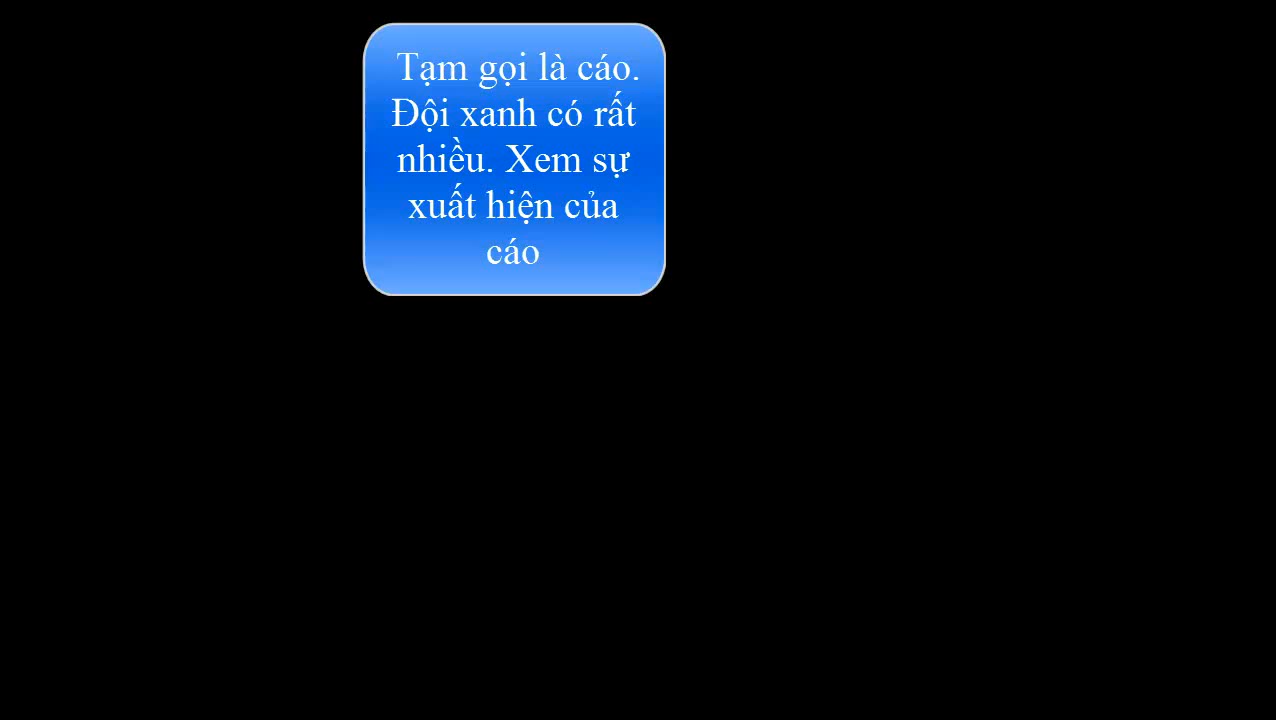 Tạm gọi là cáo.
Đội xanh có rất
nhiều. Xem sự
xuất hiện của
cáo